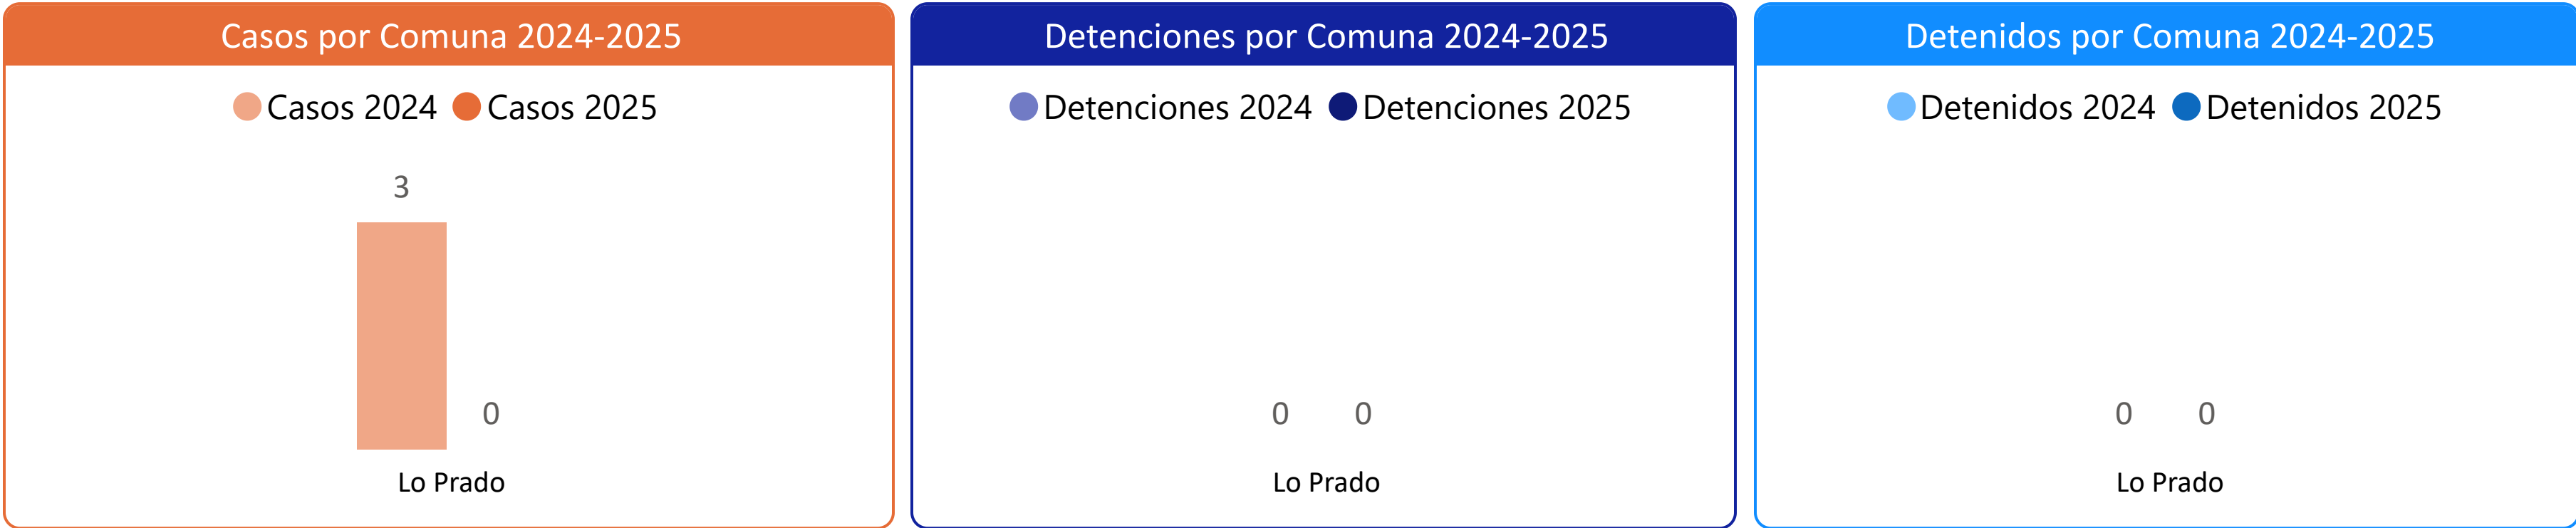 Casos por Comuna 2024-2025
Casos 2024 Casos 2025
3
0
Lo Prado
Detenciones por Comuna 2024-2025
Detenciones 2024 Detenciones 2025
0 0
Lo Prado
Detenidos por Comuna 2024-2025
Detenidos 2024 Detenidos 2025
0 0
Lo Prado